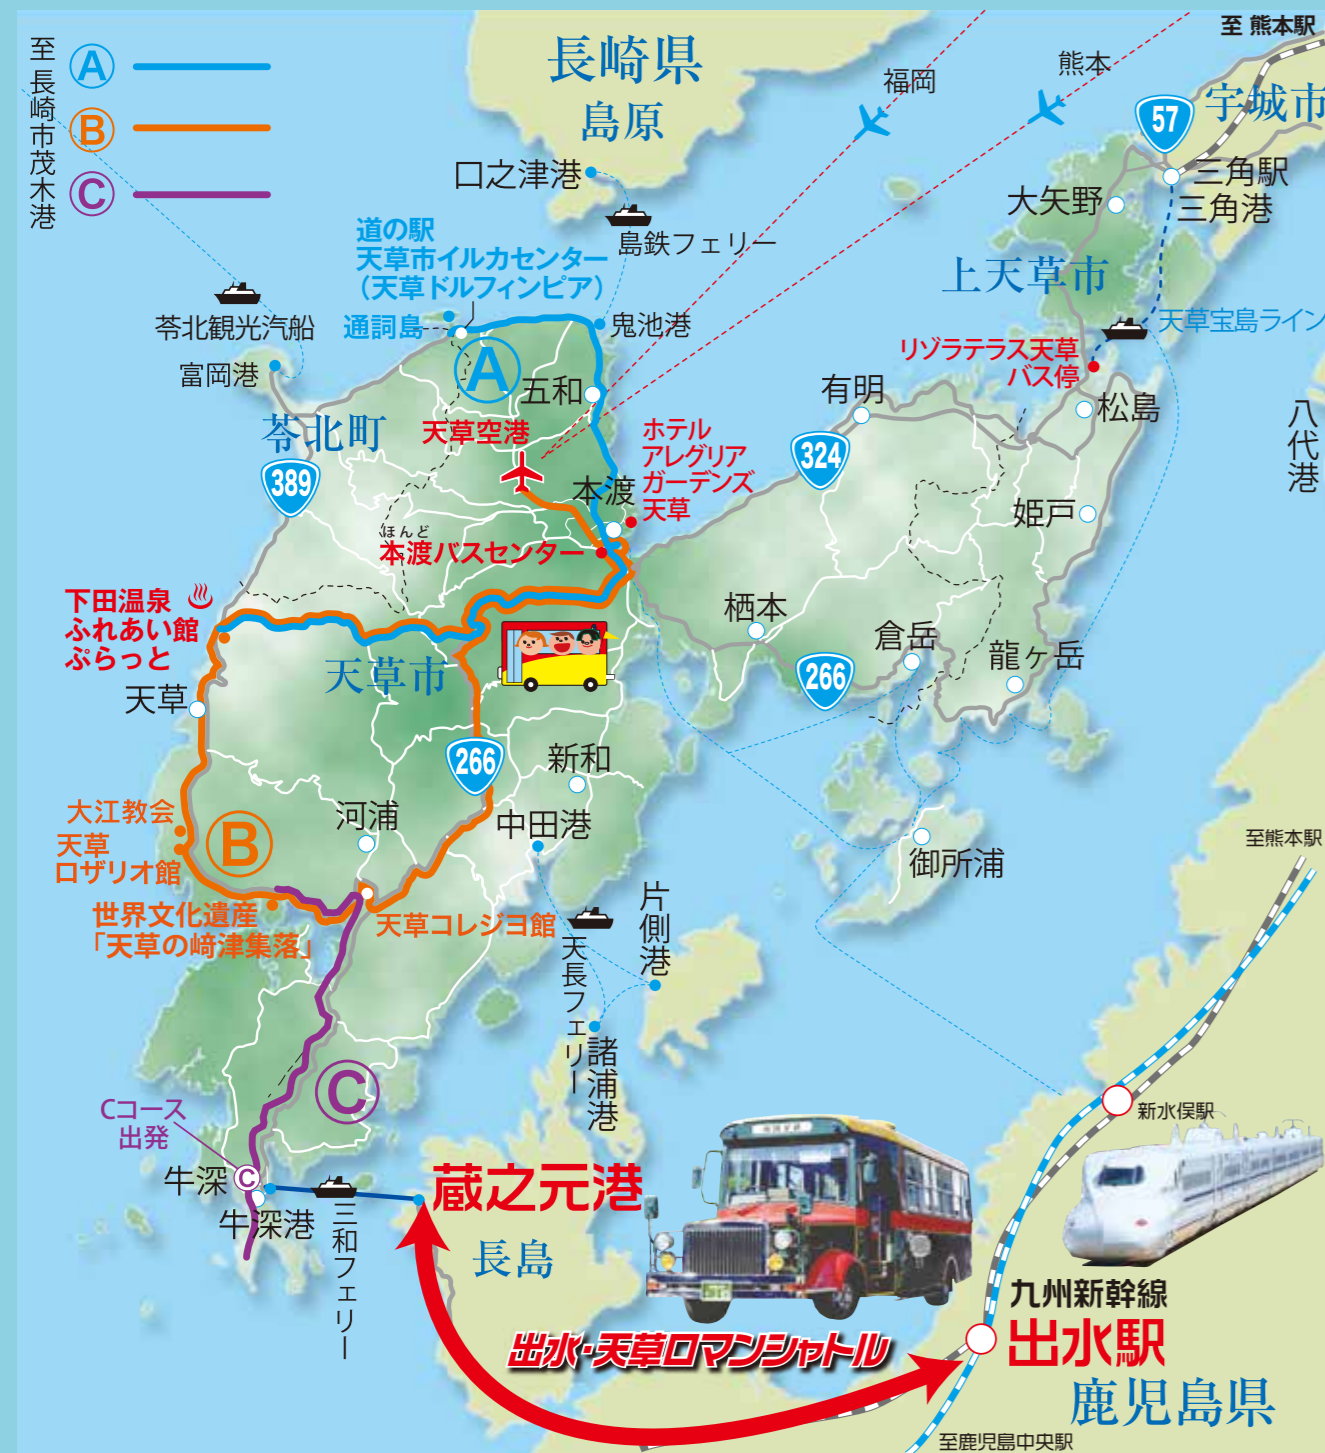 至 長崎市茂木港
A
B
C
長崎県
島原
福岡
熊本
至 熊本駅
57
宇城市
口之津港
三角駅
三角港
大矢野
島鉄フェリー
道の駅
天草市イルカセンター
(天草ドルフィンピア)
通詞島
鬼池港
上天草市
天草宝島ライン
苓北観光汽船
富岡港
A
五和
リゾラテラス天草
バス停
有明
松島
八代港
苓北町
天草空港
ホテル
アレグリア
ガーデンズ
天草
389
324
本渡
姫戸
ほんど
本渡バスセンター
下田温泉
ふれあい館
ぷらっと
栖本
倉岳
龍ヶ岳
天草市
266
天草
266
新和
大江教会
河浦
中田港
天草
ロザリオ館
B
御所浦
至熊本駅
世界文化遺産
「天草の﨑津集落」
天草コレジヨ館
片側港
天長フェリー
諸浦港
C
Cコース
出発
新水俣駅
牛深
C
牛深港
三和フェリー
蔵之元港
長島
九州新幹線
出水駅
出水・天草ロマンシャトル
鹿児島県
至鹿児島中央駅